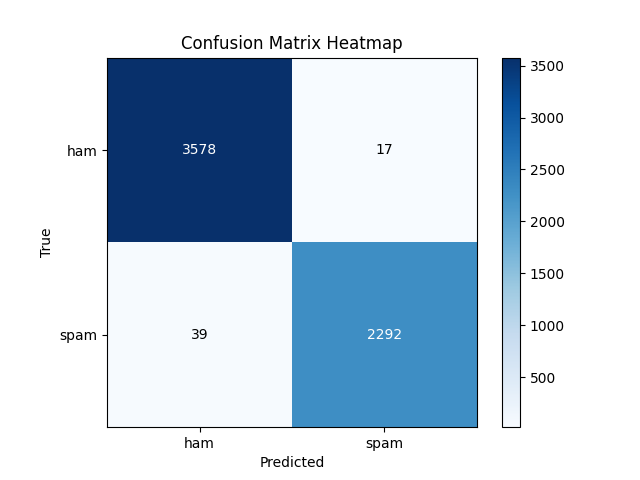 Confusion Matrix Heatmap
3500
3000
2500
2000
1500
1000
500
True
ham
3578
17
spam
39
2292
ham
spam
Predicted